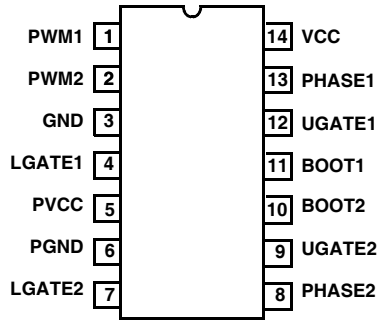 PWM1 1 14 VCC
PWM2 2 13 PHASE1
GND 3 12 UGATE1
LGATE1 4 11 BOOT1
PVCC 5 10 BOOT2
PGND 6 9 UGATE2
LGATE2 7 8 PHASE2